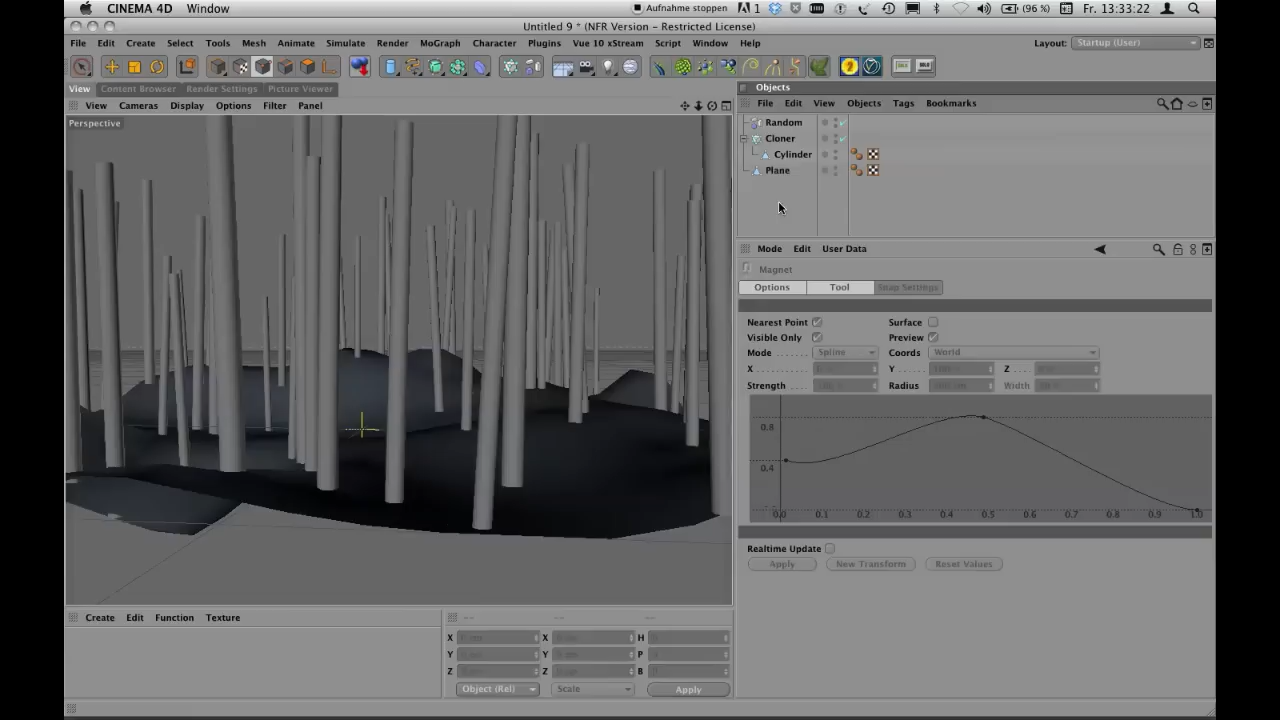 CINEMA 4D Window Aufnahme stoppen 1 (96 %) Fr. 13:33:22
Untitled 9 * (NFR Version - Restricted License)
File Edit Create Select Tools Mesh Animate Simulate Render MoGraph Character Plugins Vue 10 xStream Script Window Help Layout: Startup (User)
View Content Browser Render Settings Picture Viewer
View Cameras Display Options Filter Panel
Perspective
Objects
File Edit View Objects Tags Bookmarks
Random
Cloner
Cylinder
Plane
Mode Edit User Data
Magnet
Options Tool Snap Settings
Nearest Point Surface
Visible Only Preview
Mode Spline Coords World
X Y Z
Strength Radius Width
0.8
0.4
0.0 0.1 0.2 0.3 0.4 0.5 0.6 0.7 0.8 0.9 1.0
Realtime Update
Apply New Transform Reset Values
Create Edit Function Texture
X X H
Y Y P
Z Z B
Object (Rel) Scale Apply